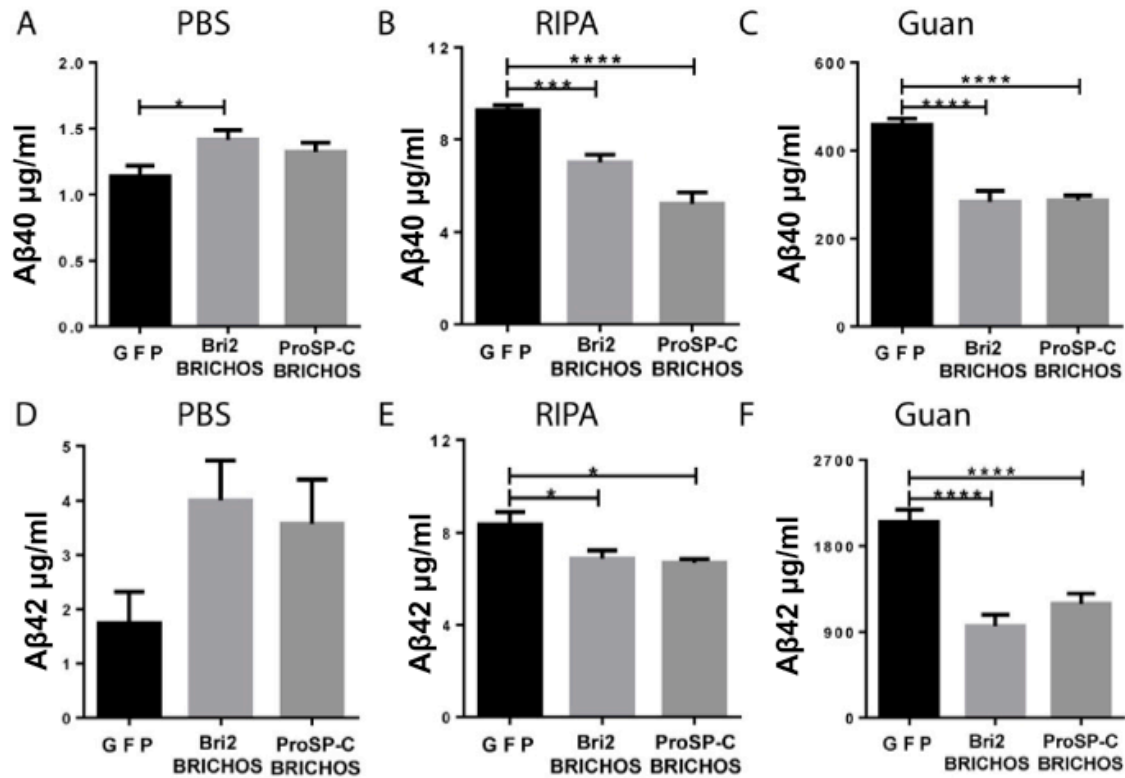 A PBS
Aβ40 µg/ml
2.0
1.5
1.0
0.5
0.0
*
G F P
Bri2
BRICHOS
ProSP-C
BRICHOS
B RIPA
Aβ40 µg/ml
12
8
4
0
****
***
G F P
Bri2
BRICHOS
ProSP-C
BRICHOS
C Guan
Aβ40 µg/ml
600
400
200
0
****
****
G F P
Bri2
BRICHOS
ProSP-C
BRICHOS
D PBS
Aβ42 µg/ml
5
4
3
2
1
0
G F P
Bri2
BRICHOS
ProSP-C
BRICHOS
E RIPA
Aβ42 µg/ml
12
8
4
0
*
*
G F P
Bri2
BRICHOS
ProSP-C
BRICHOS
F Guan
Aβ42 µg/ml
2700
1800
900
0
****
****
G F P
Bri2
BRICHOS
ProSP-C
BRICHOS